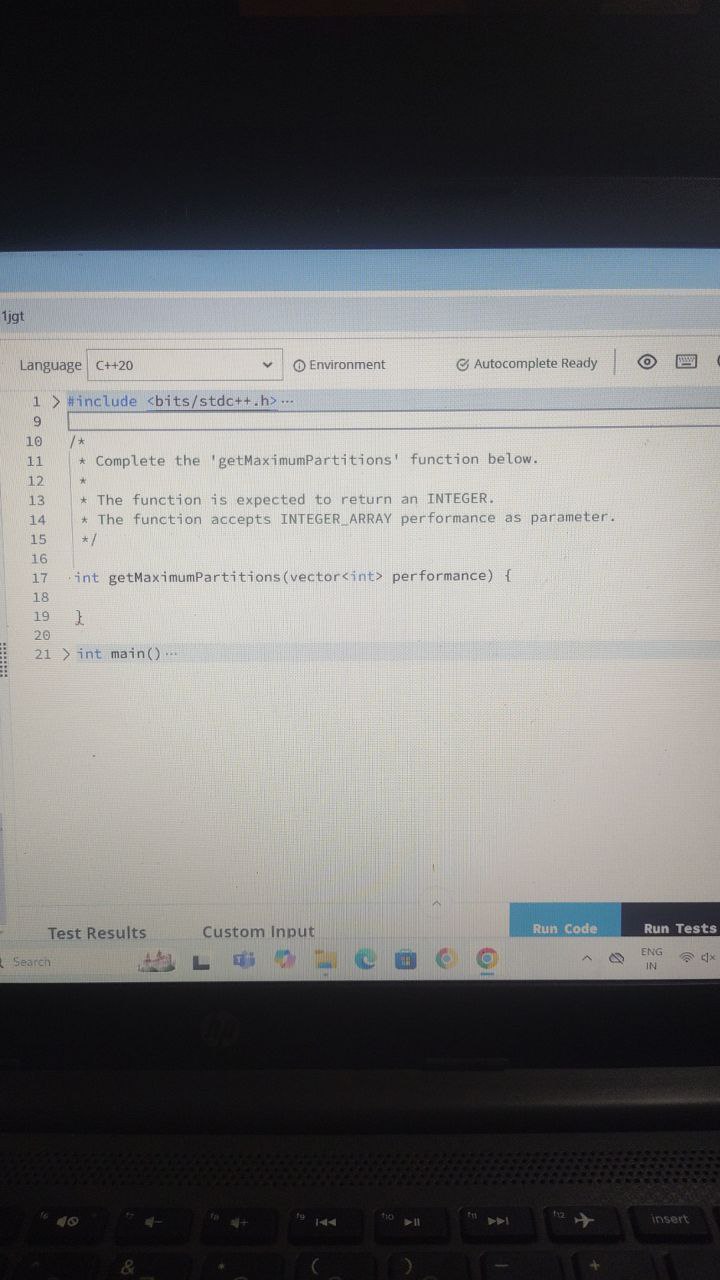 1jgt
Language C++20 Environment Autocomplete Ready
1 > #include <bits/stdc++.h> ...
9
10 /*
11 * Complete the 'getMaximumPartitions' function below.
12 *
13 * The function is expected to return an INTEGER.
14 * The function accepts INTEGER_ARRAY performance as parameter.
15 */
16
17 int getMaximumPartitions(vector<int> performance) {
18
19 }
20
21 > int main() ...
Test Results Custom Input Run Code Run Tests
Search ENG
IN
hp
f6 f7 f8 f9 f10 f11 f12 insert
& * ( ) — +